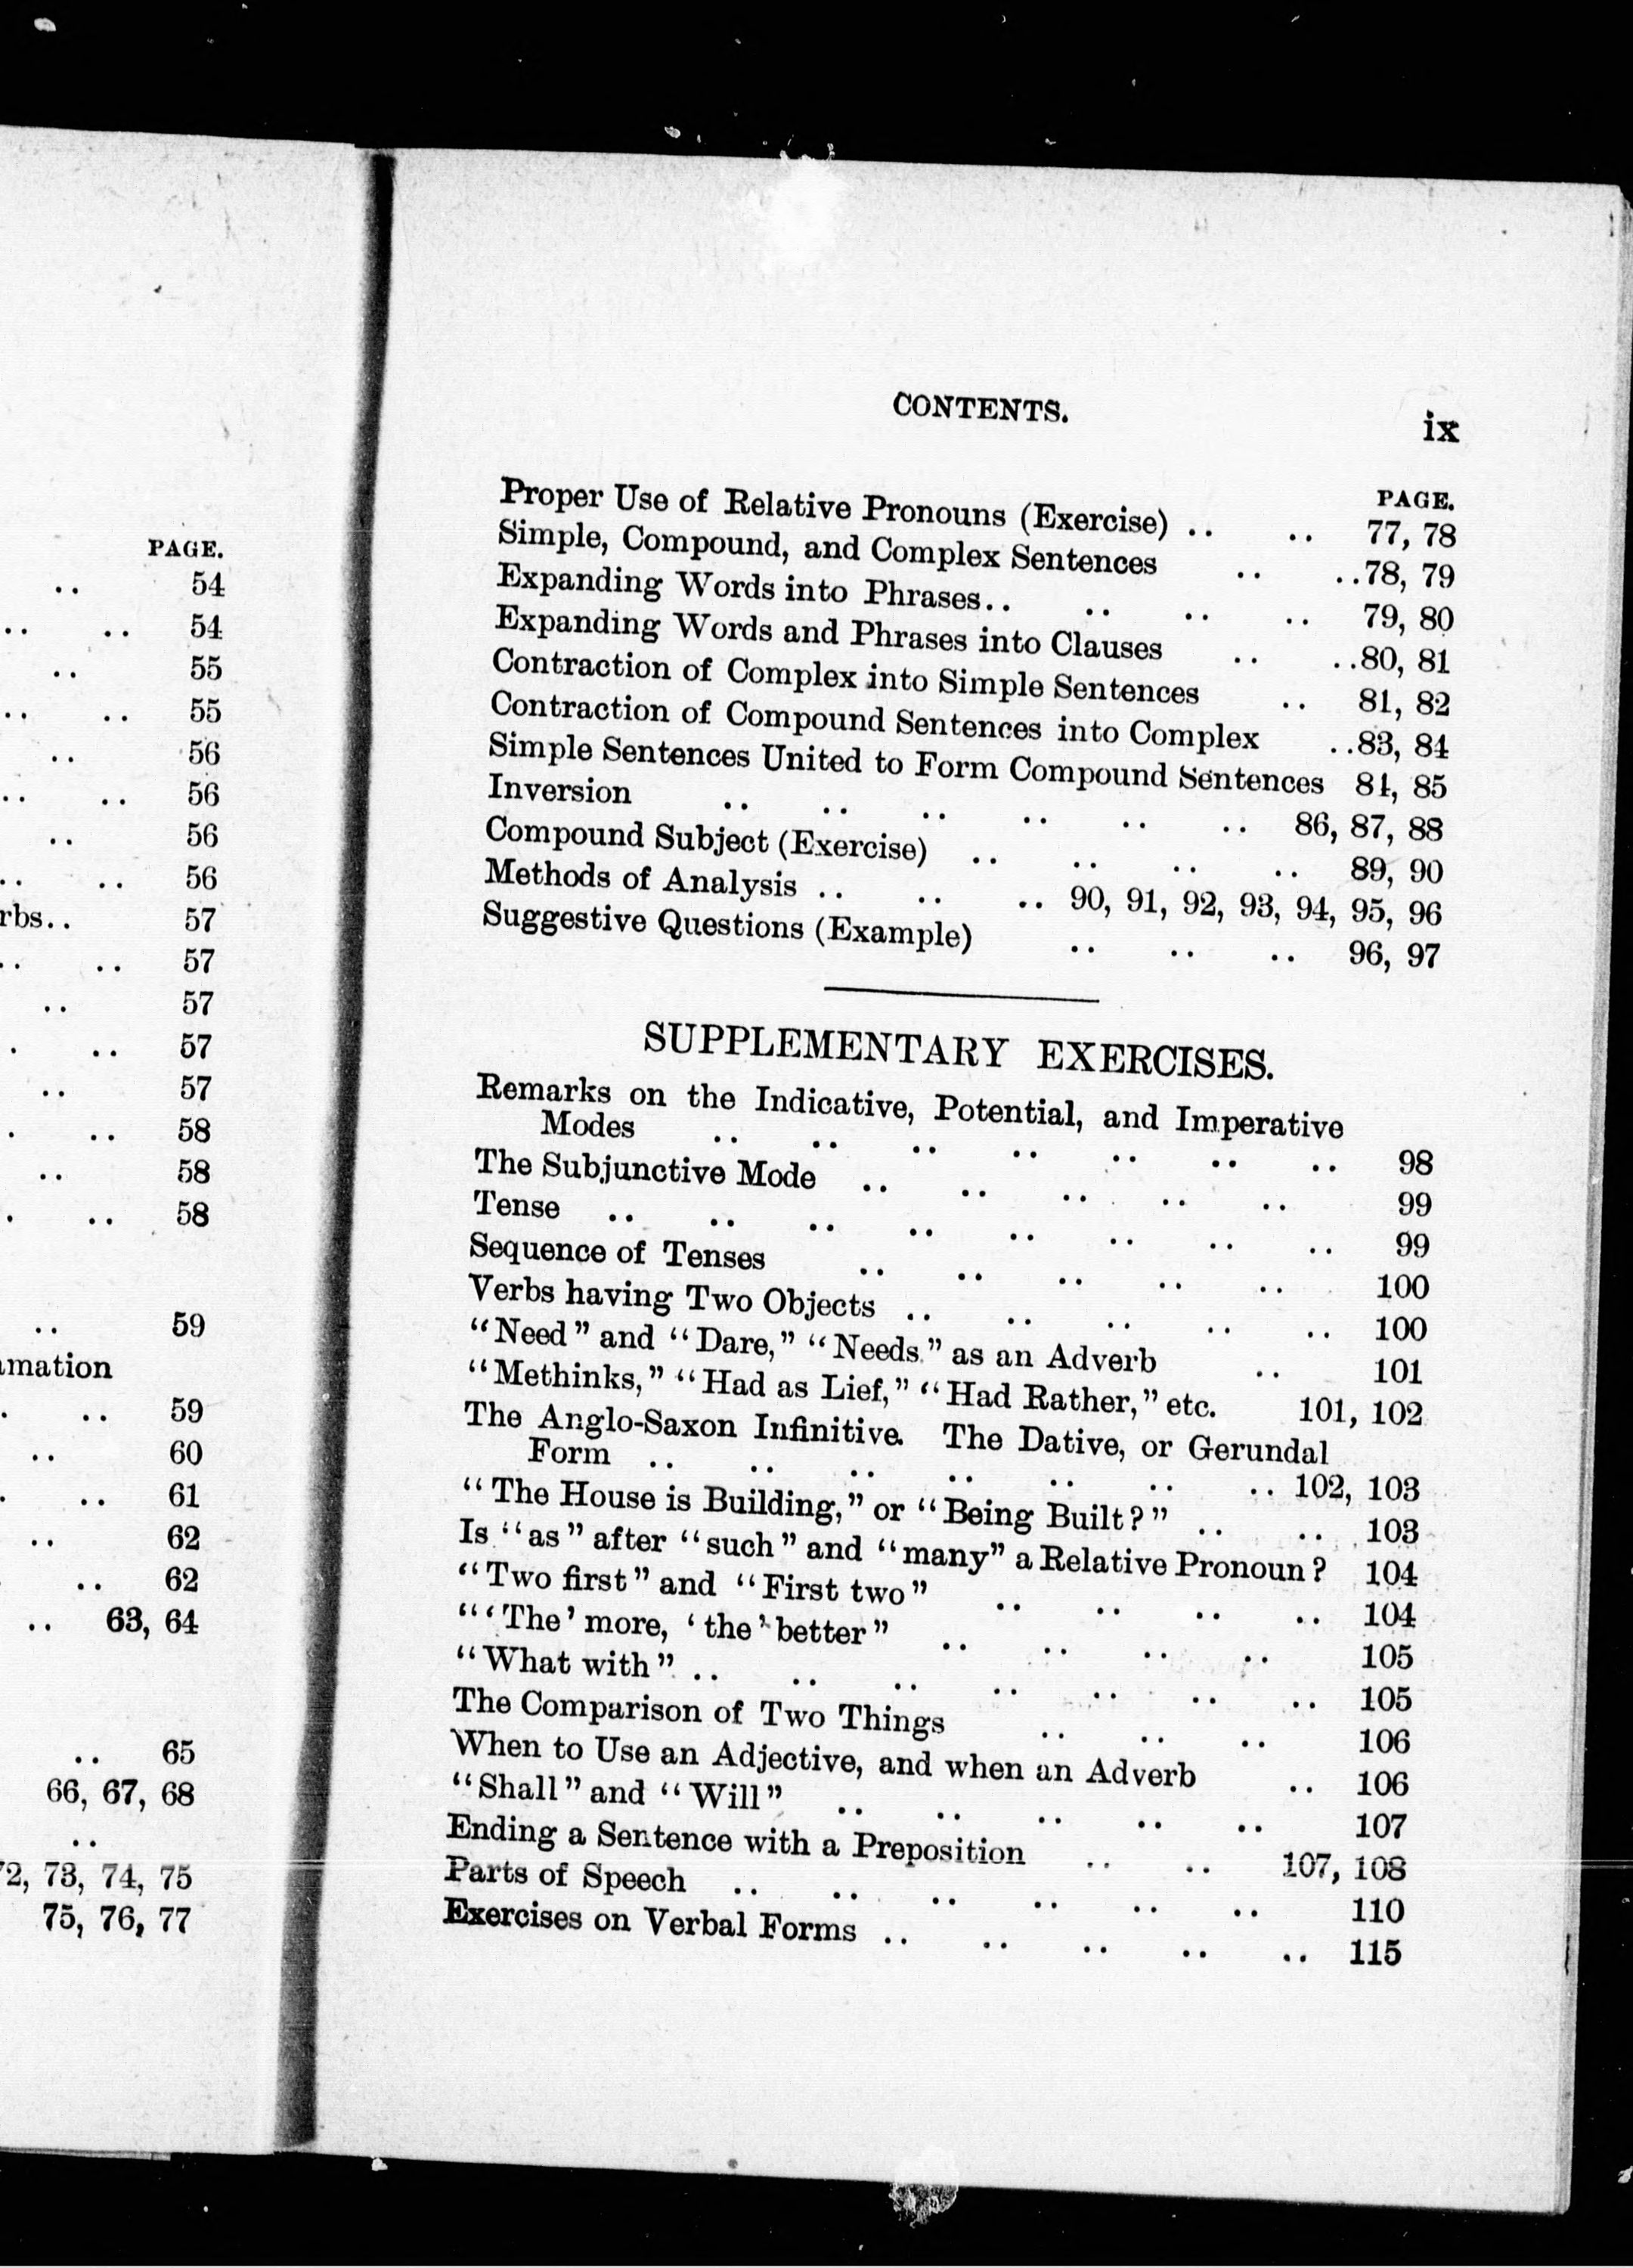 PAGE.
.. 54
.. .. 54
.. 55
.. .. 55
.. 56
.. .. 56
.. 56
.. .. 56
rbs.. 57
.. .. 57
.. 57
. .. 57
.. 57
. .. 58
.. 58
. .. 58
.. 59
mation
. .. 59
.. 60
. .. 61
.. 62
.. 62
.. 63, 64
.. 65
66, 67, 68
..
2, 73, 74, 75
75, 76, 77
CONTENTS. ix
PAGE.
Proper Use of Relative Pronouns (Exercise) .. .. 77, 78
Simple, Compound, and Complex Sentences .. ..78, 79
Expanding Words into Phrases.. .. .. .. 79, 80
Expanding Words and Phrases into Clauses .. ..80, 81
Contraction of Complex into Simple Sentences .. 81, 82
Contraction of Compound Sentences into Complex ..83, 84
Simple Sentences United to Form Compound Sentences 84, 85
Inversion .. .. .. .. .. .. 86, 87, 88
Compound Subject (Exercise) .. .. .. .. 89, 90
Methods of Analysis .. .. .. 90, 91, 92, 93, 94, 95, 96
Suggestive Questions (Example) .. .. .. 96, 97
SUPPLEMENTARY EXERCISES.
Remarks on the Indicative, Potential, and Imperative
Modes .. .. .. .. .. .. .. 98
The Subjunctive Mode .. .. .. .. .. 99
Tense .. .. .. .. .. .. .. .. 99
Sequence of Tenses .. .. .. .. .. 100
Verbs having Two Objects .. .. .. .. .. 100
"Need" and "Dare," "Needs" as an Adverb .. 101
"Methinks," "Had as Lief," "Had Rather," etc. 101, 102
The Anglo-Saxon Infinitive. The Dative, or Gerundal
Form .. .. .. .. .. .. .. 102, 103
"The House is Building," or "Being Built?" .. .. 103
Is "as" after "such" and "many" a Relative Pronoun? 104
"Two first" and "First two" .. .. .. .. 104
"'The' more, 'the' better" .. .. .. .. 105
"What with" .. .. .. .. .. .. .. 105
The Comparison of Two Things .. .. .. 106
When to Use an Adjective, and when an Adverb .. 106
"Shall" and "Will" .. .. .. .. .. 107
Ending a Sentence with a Preposition .. .. 107, 108
Parts of Speech .. .. .. .. .. .. 110
Exercises on Verbal Forms .. .. .. .. .. 115